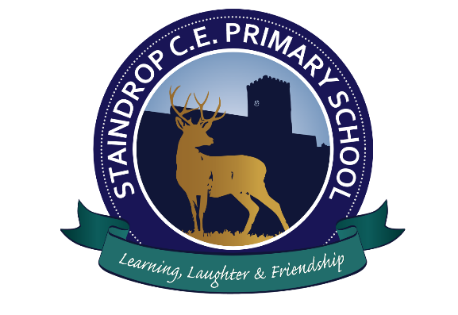 STAINDROP C.E. PRIMARY SCHOOL
Learning, Laughter & Friendship